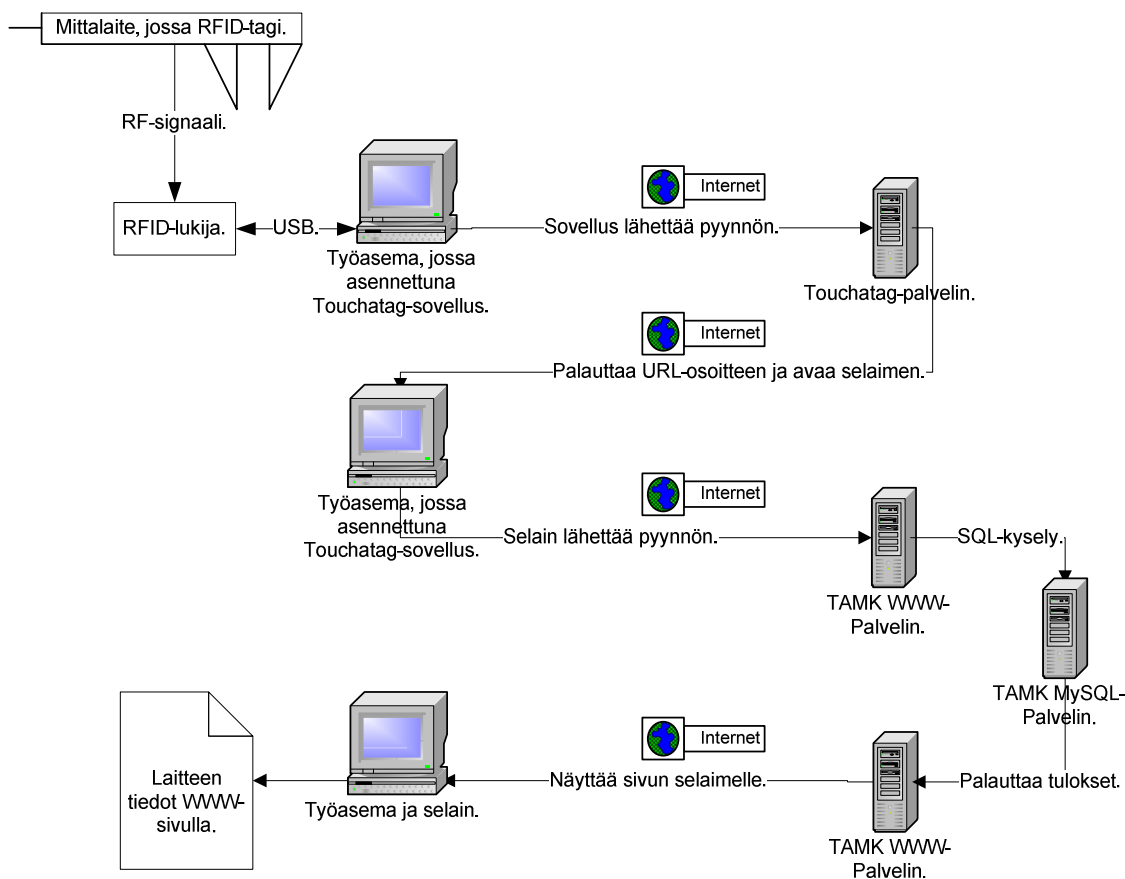 Mittalaite, jossa RFID-tagi.
RF-signaali.
RFID-lukija.
USB.
Työasema, jossa
asennettuna
Touchatag-sovellus.
Internet
Sovellus lähettää pyynnön.
Touchatag-palvelin.
Internet
Palauttaa URL-osoitteen ja avaa selaimen.
Työasema, jossa
asennettuna
Touchatag-sovellus.
Internet
Selain lähettää pyynnön.
TAMK WWW-
Palvelin.
SQL-kysely.
TAMK MySQL-
Palvelin.
Palauttaa tulokset.
TAMK WWW-
Palvelin.
Internet
Näyttää sivun selaimelle.
Työasema ja selain.
Laitteen
tiedot WWW-
sivulla.